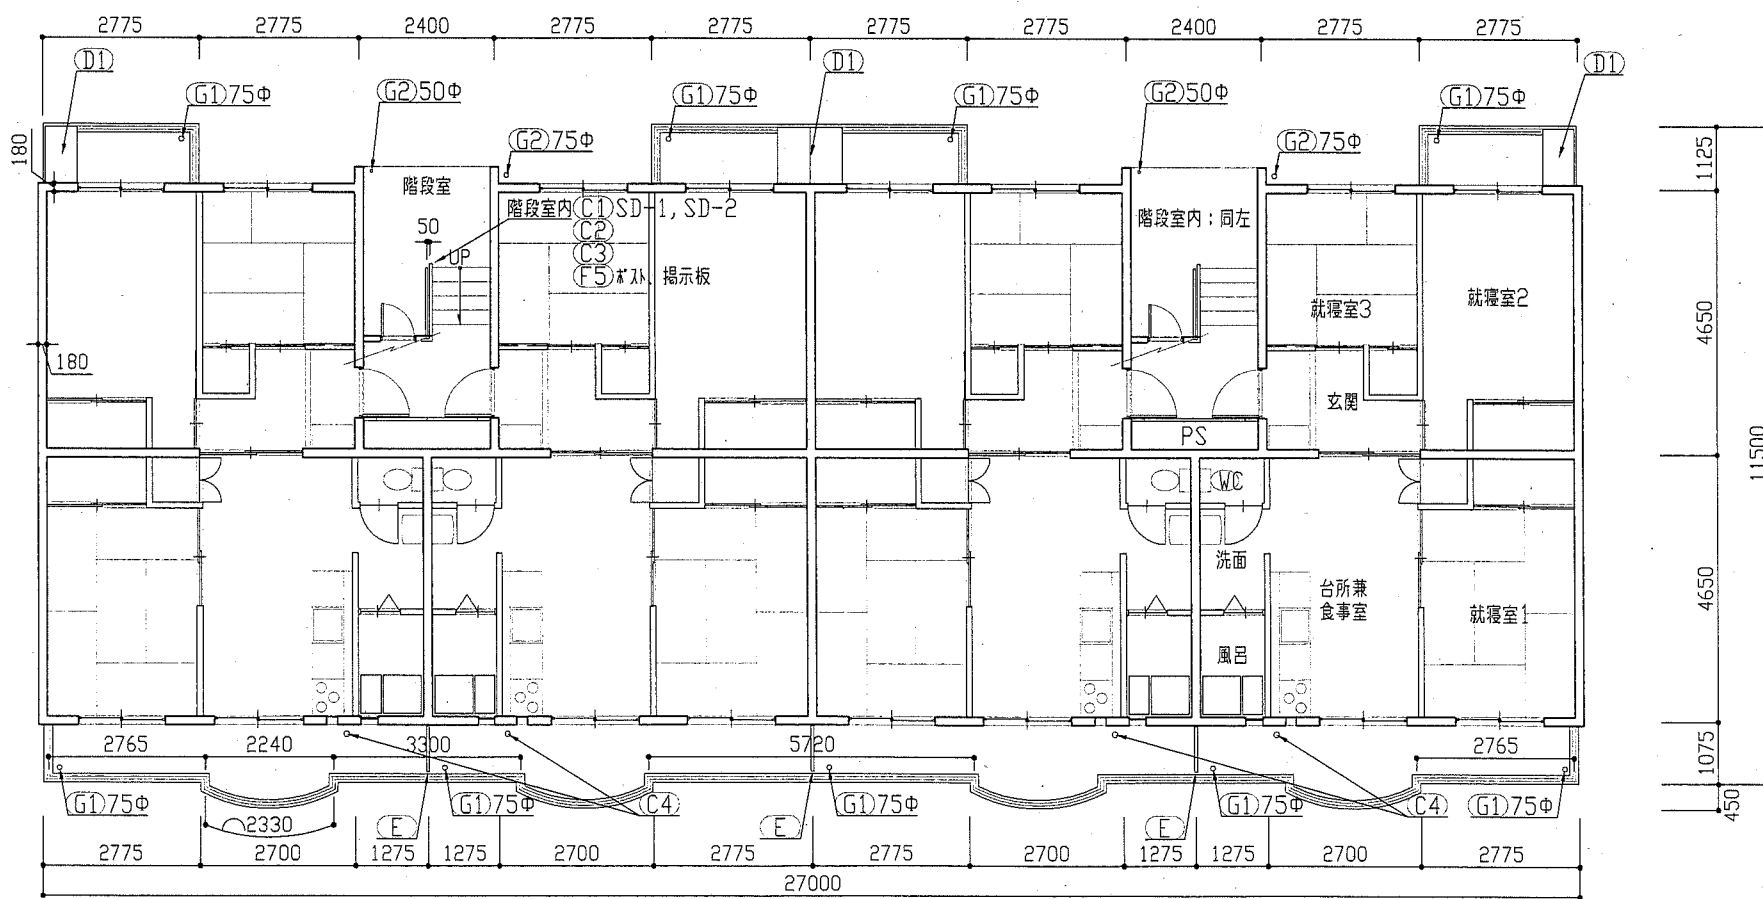 2775 2775 2400 2775 2775 2775 2775 2400 2775 2775
D1 D1 D1
G1 75Φ G2 50Φ G1 75Φ G1 75Φ G2 50Φ G1 75Φ
G2 75Φ G2 75Φ
180 1125
階段室
階段室内 C1 SD-1, SD-2
C2
C3
F5 ポスト、掲示板
50
UP
階段室内；同左
就寝室3 就寝室2
4650
180
玄関
PS
11500
WC
洗面
台所兼
食事室
就寝室1
4650
風呂
2765 2240 3300 5720 2765
1075
G1 75Φ G1 75Φ C4 G1 75Φ G1 75Φ C4 G1 75Φ
450
2330 E E E
2775 2700 1275 1275 2700 2775 2775 2700 1275 1275 2700 2775
27000